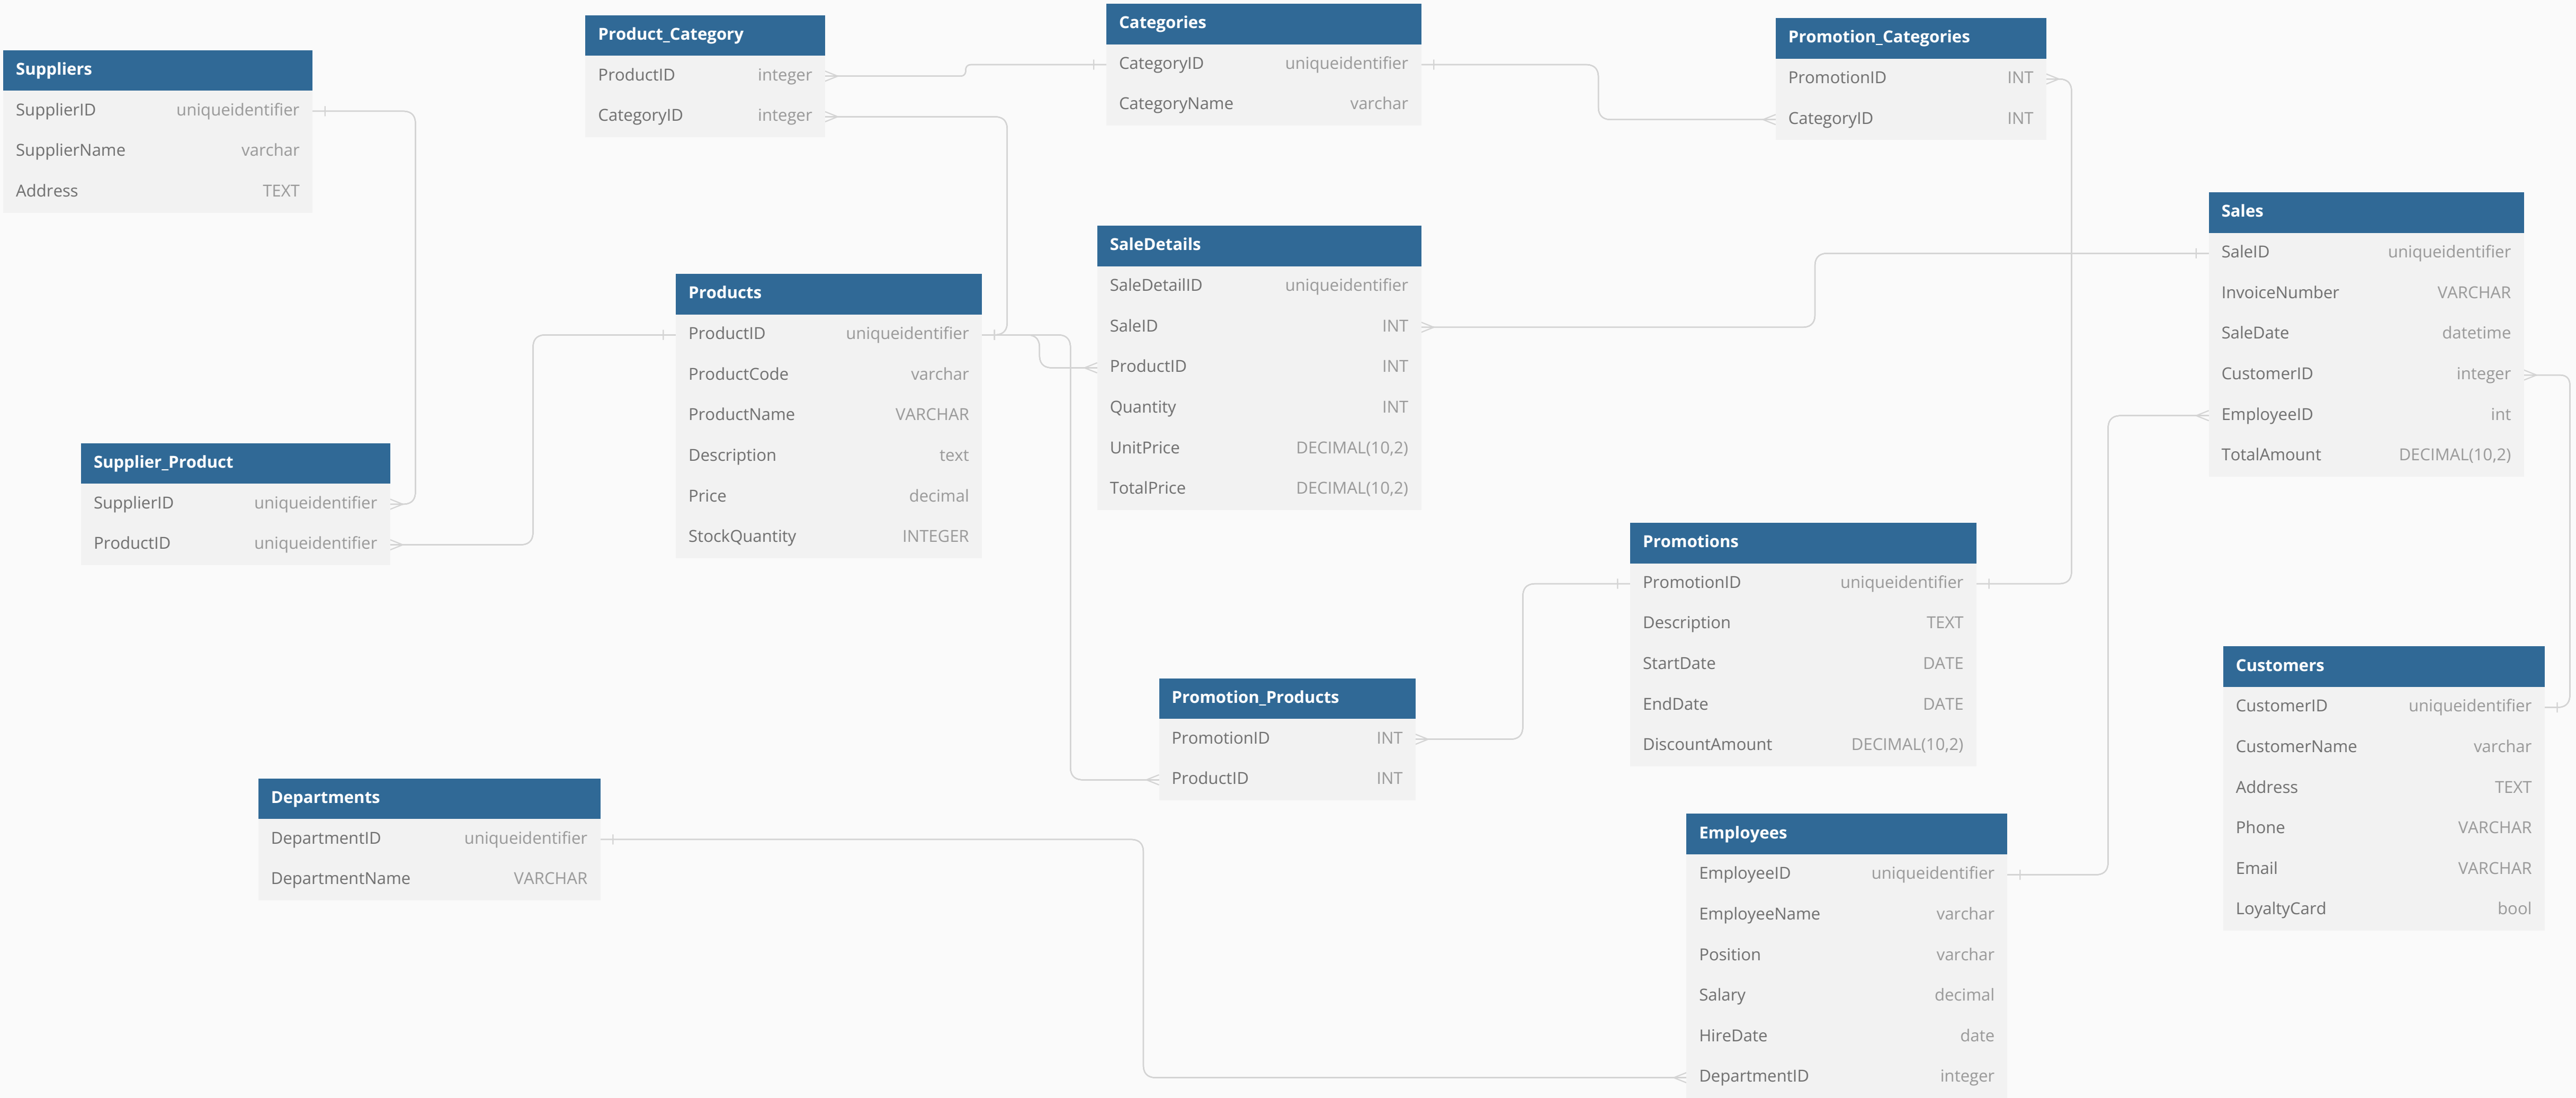 Suppliers
SupplierID uniqueidentifier
SupplierName varchar
Address TEXT
Product_Category
ProductID integer
CategoryID integer
Categories
CategoryID uniqueidentifier
CategoryName varchar
Promotion_Categories
PromotionID INT
CategoryID INT
Sales
SaleID uniqueidentifier
InvoiceNumber VARCHAR
SaleDate datetime
CustomerID integer
EmployeeID int
TotalAmount DECIMAL(10,2)
SaleDetails
SaleDetailID uniqueidentifier
SaleID INT
ProductID INT
Quantity INT
UnitPrice DECIMAL(10,2)
TotalPrice DECIMAL(10,2)
Products
ProductID uniqueidentifier
ProductCode varchar
ProductName VARCHAR
Description text
Price decimal
StockQuantity INTEGER
Supplier_Product
SupplierID uniqueidentifier
ProductID uniqueidentifier
Promotions
PromotionID uniqueidentifier
Description TEXT
StartDate DATE
EndDate DATE
DiscountAmount DECIMAL(10,2)
Customers
CustomerID uniqueidentifier
CustomerName varchar
Address TEXT
Phone VARCHAR
Email VARCHAR
LoyaltyCard bool
Promotion_Products
PromotionID INT
ProductID INT
Departments
DepartmentID uniqueidentifier
DepartmentName VARCHAR
Employees
EmployeeID uniqueidentifier
EmployeeName varchar
Position varchar
Salary decimal
HireDate date
DepartmentID integer